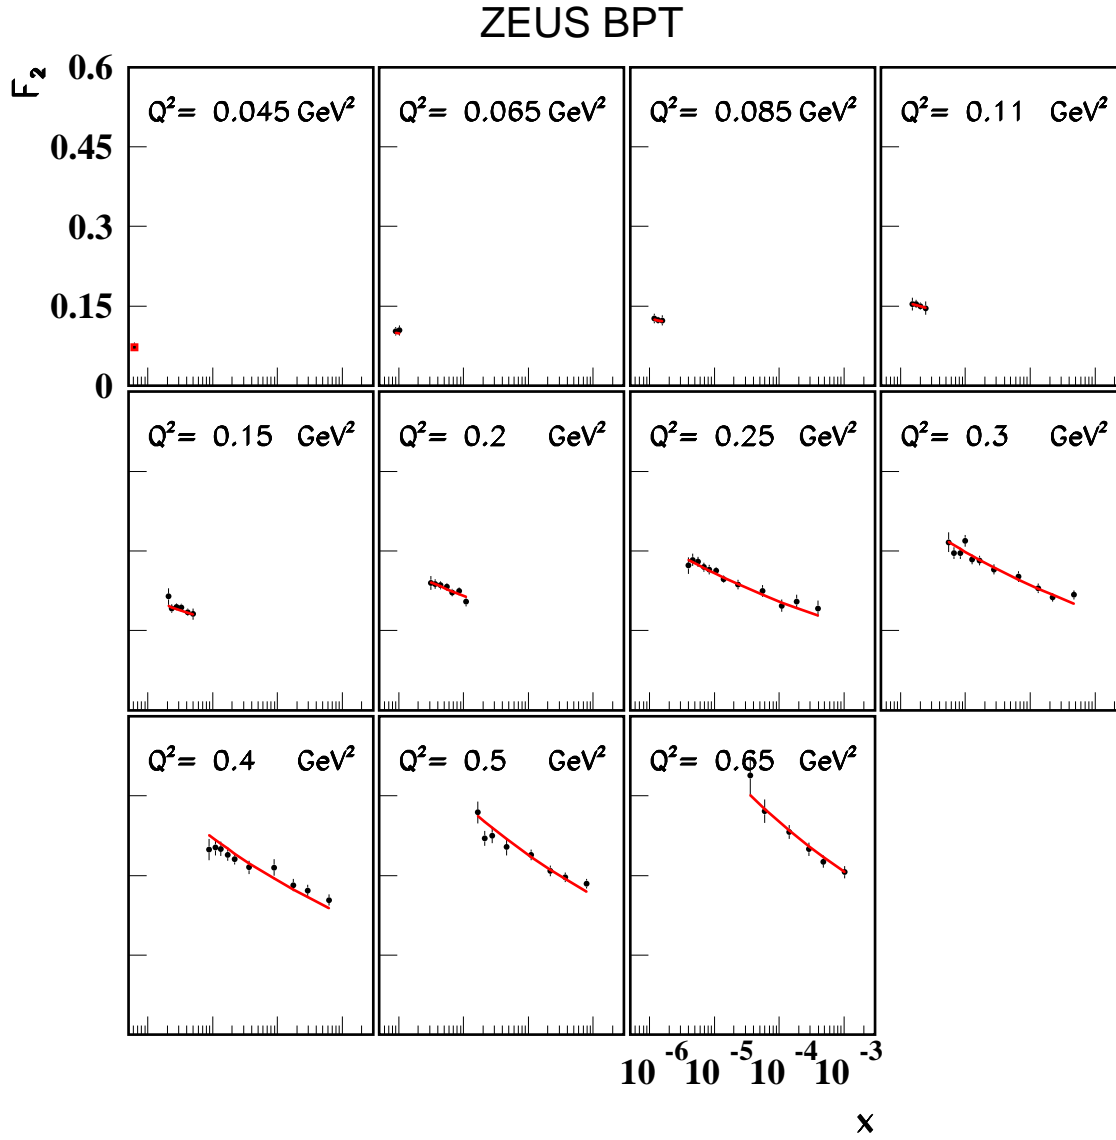 ZEUS BPT
F₂
0.6
0.45
0.3
0.15
0
Q²= 0.045 GeV²
Q²= 0.065 GeV²
Q²= 0.085 GeV²
Q²= 0.11 GeV²
Q²= 0.15 GeV²
Q²= 0.2 GeV²
Q²= 0.25 GeV²
Q²= 0.3 GeV²
Q²= 0.4 GeV²
Q²= 0.5 GeV²
Q²= 0.65 GeV²
10⁻⁶ 10⁻⁵ 10⁻⁴ 10⁻³
x